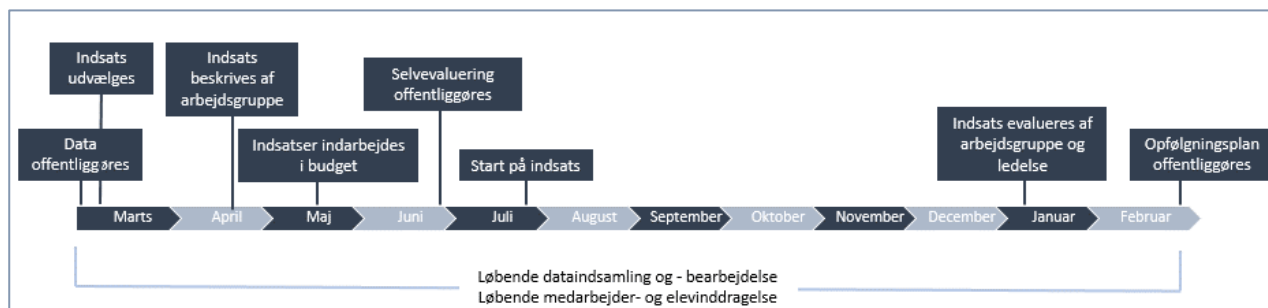 Indsats
udvælges
Indsats
beskrives af
arbejdsgruppe
Selvevaluering
offentliggøres
Data
offentliggøres
Indsatser indarbejdes
i budget
Start på indsats
Indsats evalueres af
arbejdsgruppe og
ledelse
Opfølgningsplan
offentliggøres
Marts
April
Maj
Juni
Juli
August
September
Oktober
November
December
Januar
Februar
Løbende dataindsamling og - bearbejdelse
Løbende medarbejder- og elevinddragelse